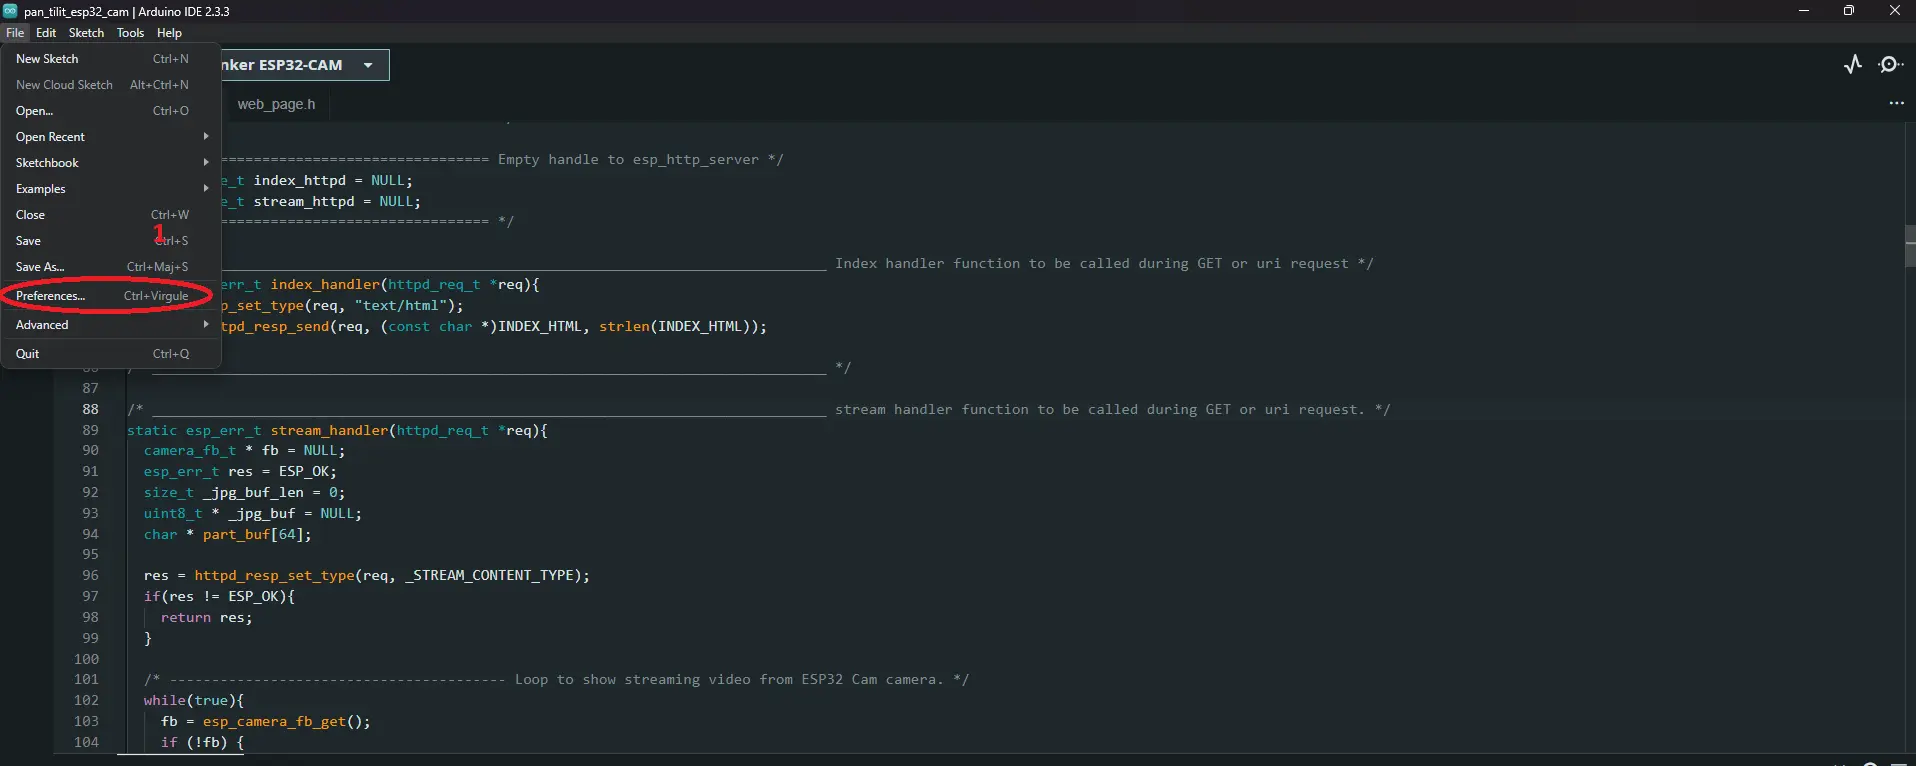 pan_tilit_esp32_cam | Arduino IDE 2.3.3
File Edit Sketch Tools Help
New Sketch Ctrl+N
nker ESP32-CAM
New Cloud Sketch Alt+Ctrl+N
web_page.h
Open... Ctrl+O
Open Recent
Sketchbook
Examples
Close Ctrl+W
1
Save Ctrl+S
Save As... Ctrl+Maj+S
Preferences... Ctrl+Virgule
Advanced
Quit Ctrl+Q
================================ Empty handle to esp_http_server */
e_t index_httpd = NULL;
e_t stream_httpd = NULL;
================================ */
________________________________ Index handler function to be called during GET or uri request */
err_t index_handler(httpd_req_t *req){
p_set_type(req, "text/html");
tpd_resp_send(req, (const char *)INDEX_HTML, strlen(INDEX_HTML));
86 /* ________________________________ */
87
88 /* ________________________________ stream handler function to be called during GET or uri request. */
89 static esp_err_t stream_handler(httpd_req_t *req){
90 camera_fb_t * fb = NULL;
91 esp_err_t res = ESP_OK;
92 size_t _jpg_buf_len = 0;
93 uint8_t * _jpg_buf = NULL;
94 char * part_buf[64];
95
96 res = httpd_resp_set_type(req, _STREAM_CONTENT_TYPE);
97 if(res != ESP_OK){
98 return res;
99 }
100
101 /* ---------------------------------------- Loop to show streaming video from ESP32 Cam camera. */
102 while(true){
103 fb = esp_camera_fb_get();
104 if (!fb) {